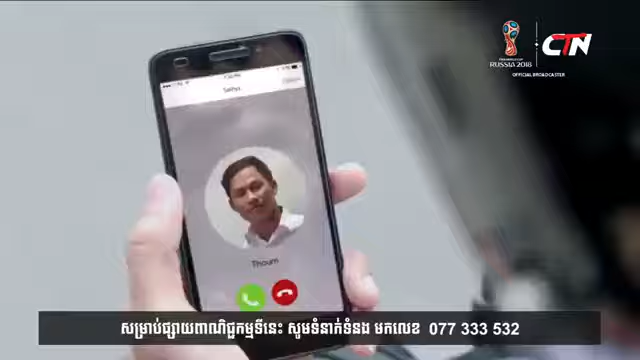 CTN
RUSSIA 2018
OFFICIAL BROADCASTER
Thourn
សម្រាប់ផ្សាយពាណិជ្ជកម្មទីនេះ សូមទំនាក់ទំនង មកលេខ 077 333 532